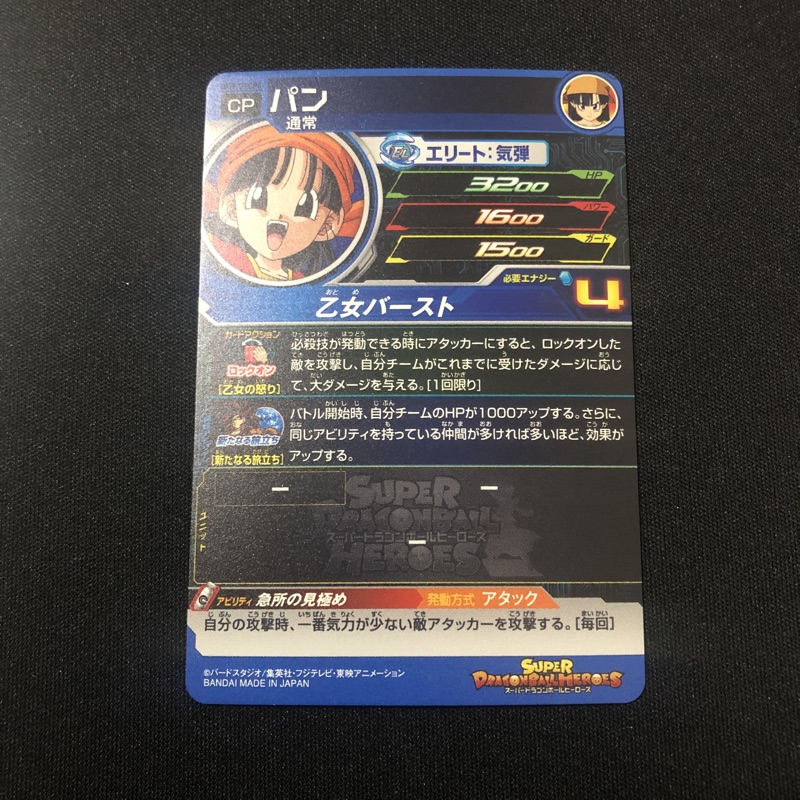 CP パン
通常
エリート:気弾
HP
3200
パワー
1600
ガード
1500
必要エナジー 4
おとめ
乙女バースト
カードアクション
ロックオン
[乙女の怒り]
必殺技が発動できる時にアタッカーにすると、ロックオンした
敵を攻撃し、自分チームがこれまでに受けたダメージに応じ
て、大ダメージを与える。[1回限り]
新たなる旅立ち
[新たなる旅立ち]
バトル開始時、自分チームのHPが1000アップする。さらに、
同じアビリティを持っている仲間が多ければ多いほど、効果が
アップする。
ユニット
ー ー
ー
SUPER
DRAGONBALL
スーパードラゴンボールヒーローズ
HEROES
アビリティ 急所の見極め 発動方式 アタック
自分の攻撃時、一番気力が少ない敵アタッカーを攻撃する。[毎回]
©バードスタジオ/集英社・フジテレビ・東映アニメーション
BANDAI MADE IN JAPAN
SUPER
DRAGONBALL HEROES
スーパードラゴンボールヒーローズ